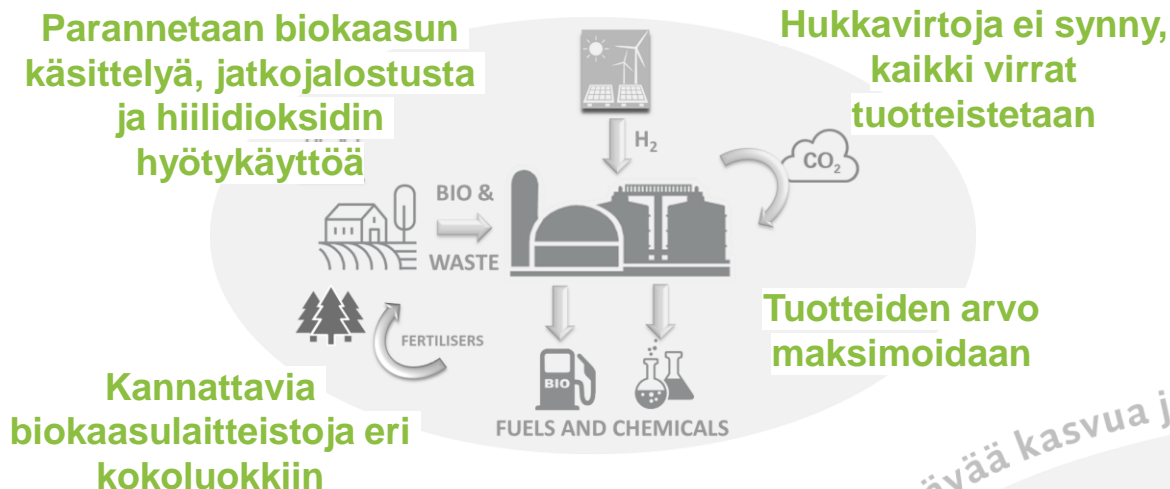 Parannetaan biokaasun
käsittelyä, jatkojalostusta
ja hiilidioksidin
hyötykäyttöä
Hukkavirtoja ei synny,
kaikki virrat
tuotteistetaan
H₂
CO₂
BIO &
WASTE
FERTILISERS
BIO
FUELS AND CHEMICALS
Tuotteiden arvo
maksimoidaan
Kannattavia
biokaasulaitteistoja eri
kokoluokkiin
kasvua